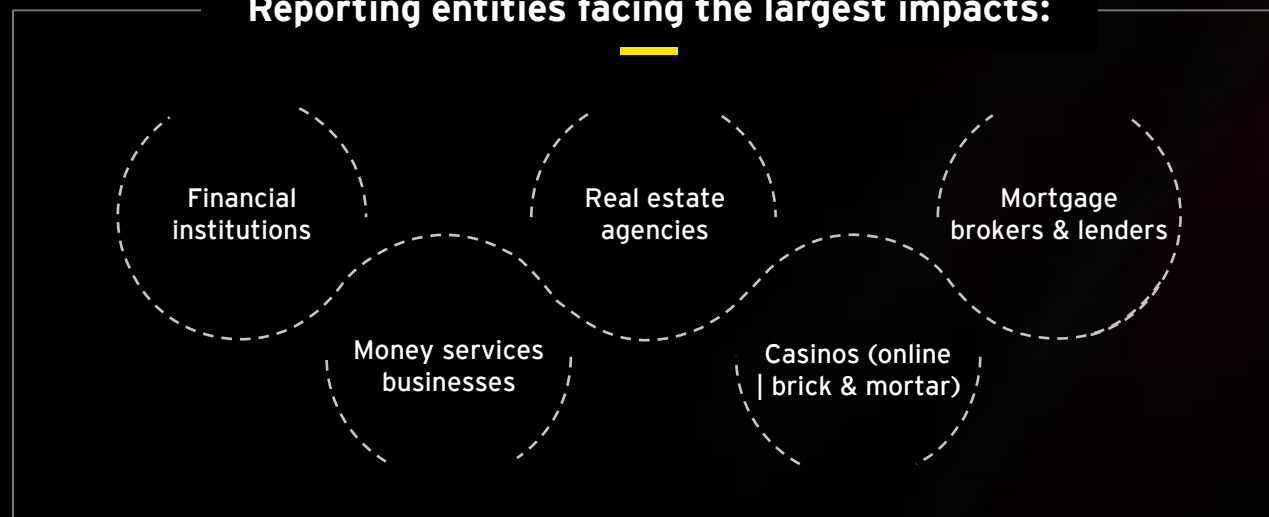 Reporting entities facing the largest impacts:
Financial
institutions
Money services
businesses
Real estate
agencies
Casinos (online
| brick & mortar)
Mortgage
brokers & lenders